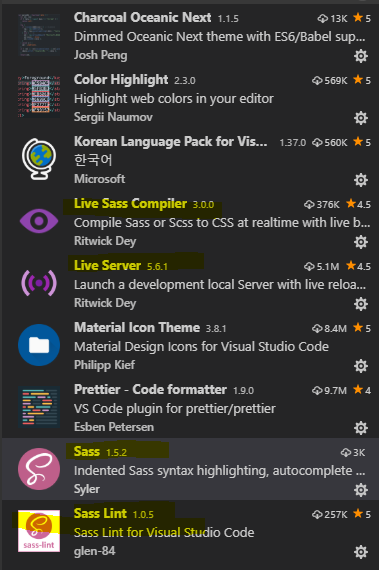 Charcoal Oceanic Next 1.1.5 13K 5
Dimmed Oceanic Next theme with ES6/Babel sup...
Josh Peng
Color Highlight 2.3.0 569K 5
Highlight web colors in your editor
Sergii Naumov
Korean Language Pack for Vis... 1.37.0 560K 5
한국어
Microsoft
Live Sass Compiler 3.0.0 376K 4.5
Compile Sass or Scss to CSS at realtime with live b...
Ritwick Dey
Live Server 5.6.1 5.1M 4.5
Launch a development local Server with live reloa...
Ritwick Dey
Material Icon Theme 3.8.1 8.4M 5
Material Design Icons for Visual Studio Code
Philipp Kief
Prettier - Code formatter 1.9.0 9.7M 4
VS Code plugin for prettier/prettier
Esben Petersen
Sass 1.5.2 3K
Indented Sass syntax highlighting, autocomplete ...
Syler
Sass Lint 1.0.5 257K 5
Sass Lint for Visual Studio Code
glen-84
sass-lint